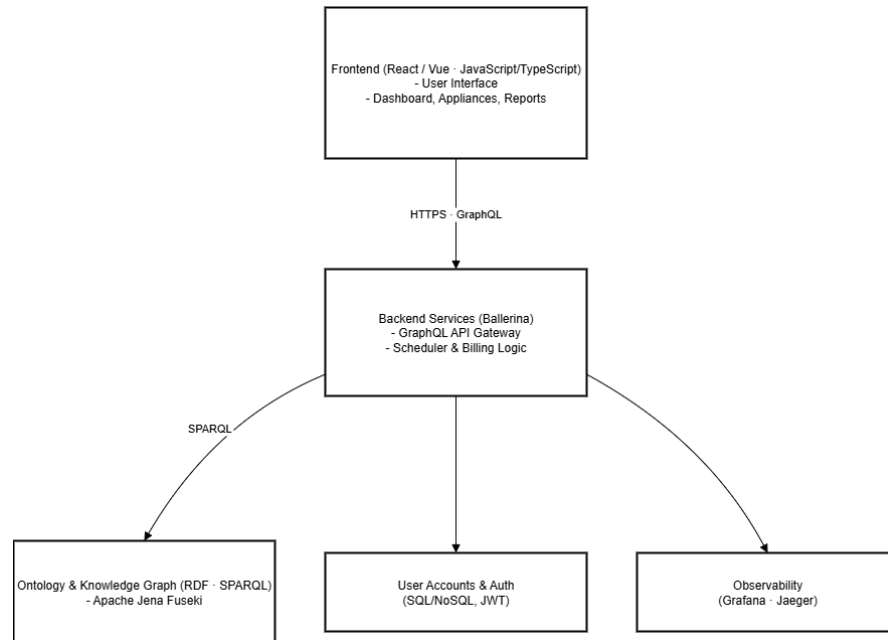 Frontend (React / Vue · JavaScript/TypeScript)
- User Interface
- Dashboard, Appliances, Reports
HTTPS · GraphQL
Backend Services (Ballerina)
- GraphQL API Gateway
- Scheduler & Billing Logic
SPARQL
Ontology & Knowledge Graph (RDF · SPARQL)
- Apache Jena Fuseki
User Accounts & Auth
(SQL/NoSQL, JWT)
Observability
(Grafana · Jaeger)